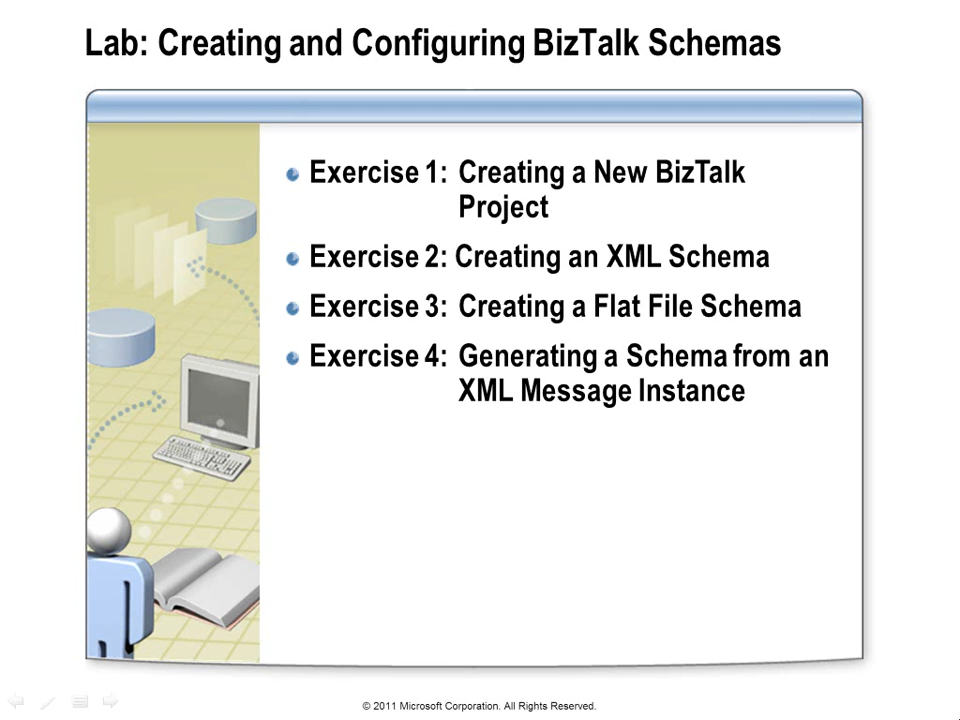 Lab: Creating and Configuring BizTalk Schemas
Exercise 1: Creating a New BizTalk
Project
Exercise 2: Creating an XML Schema
Exercise 3: Creating a Flat File Schema
Exercise 4: Generating a Schema from an
XML Message Instance
© 2011 Microsoft Corporation. All Rights Reserved.